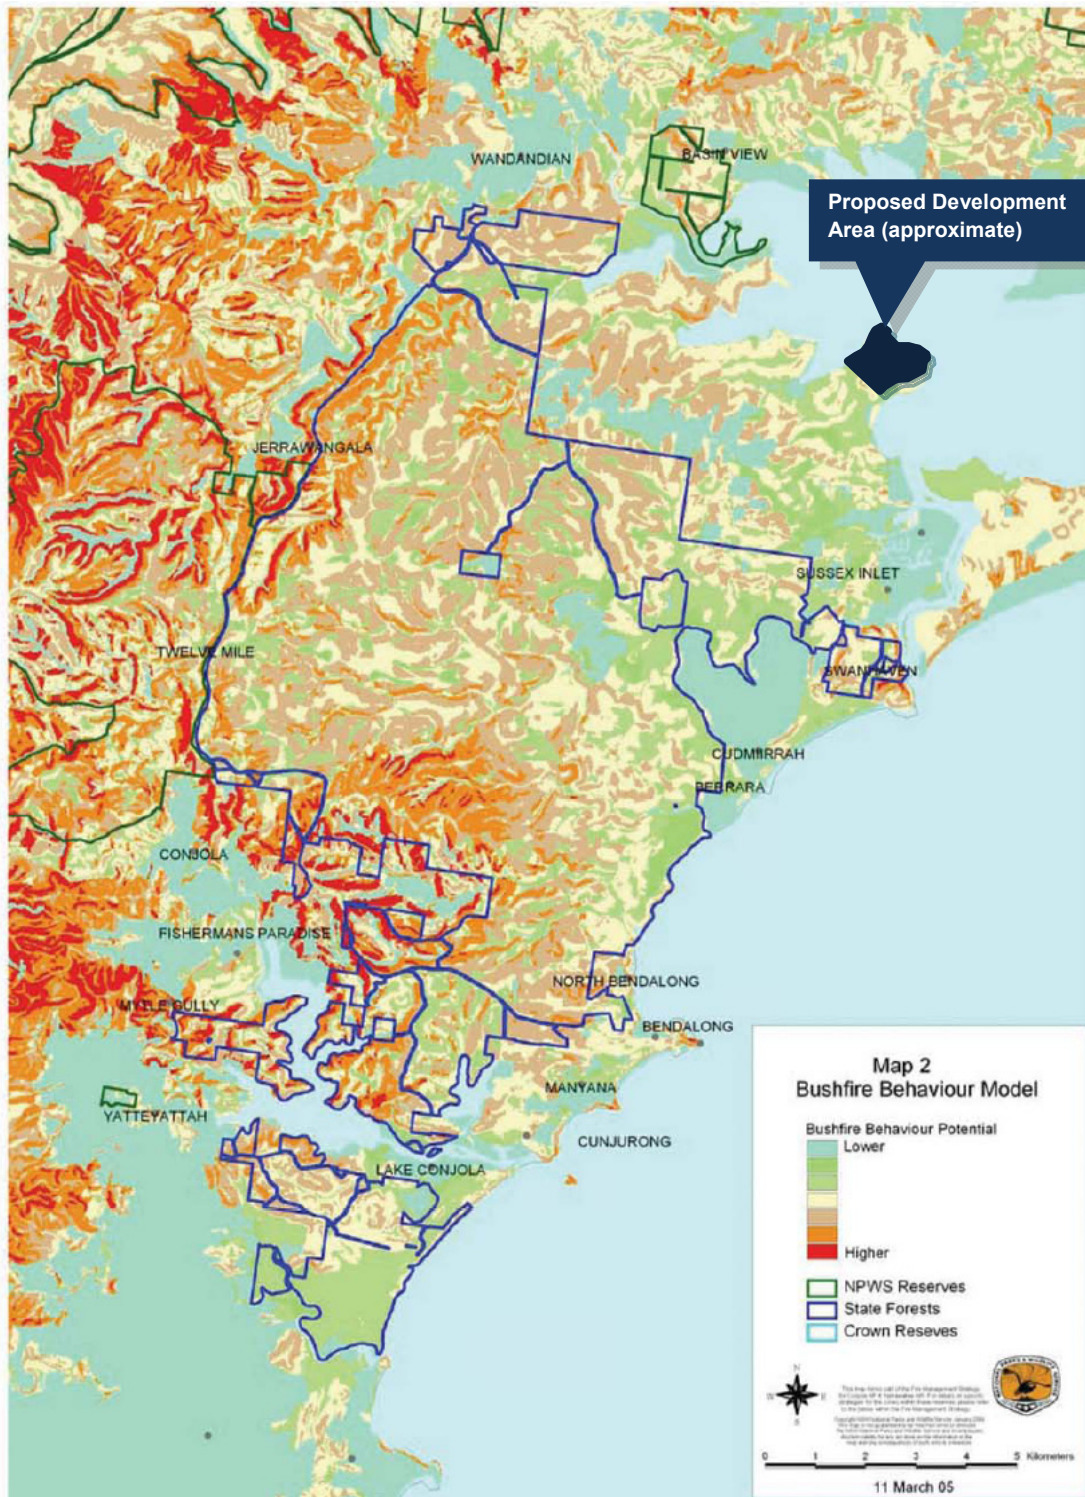 WANDANDIAN
BASIN VIEW
Proposed Development
Area (approximate)
JERRAWANGALA
SUSSEX INLET
TWELVE MILE
SWANHAVEN
CUDMIRRAH
BERRARA
CONJOLA
FISHERMANS PARADISE
NORTH BENDALONG
MYTLE GULLY
BENDALONG
MANYANA
YATTEYATTAH
CUNJURONG
LAKE CONJOLA
Map 2
Bushfire Behaviour Model
Bushfire Behaviour Potential
Lower
Higher
NPWS Reserves
State Forests
Crown Reseves
N
W
E
S
0 1 2 3 4 5 Kilometers
11 March 05